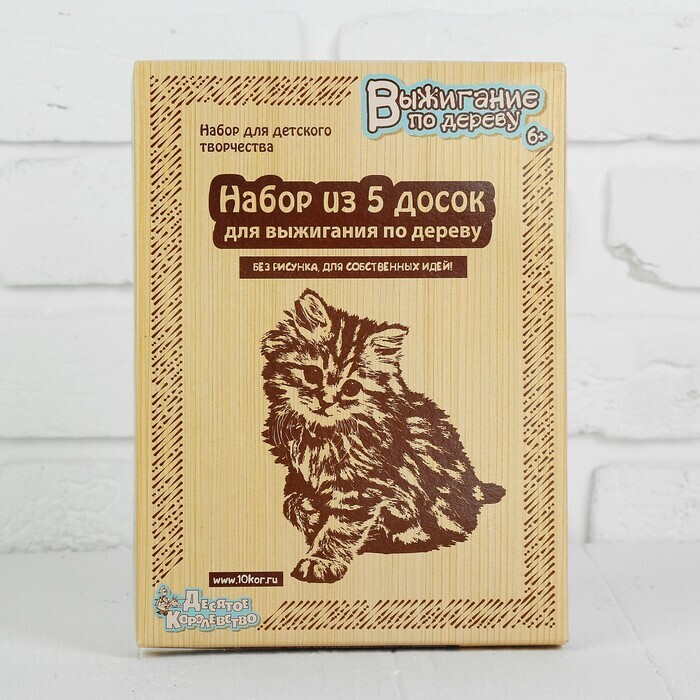 Выжигание
по дереву
6+
Набор для детского
творчества
Набор из 5 досок
для выжигания по дереву
БЕЗ РИСУНКА, ДЛЯ СОБСТВЕННЫХ ИДЕЙ!
www.10kor.ru
Десятое
Королевство